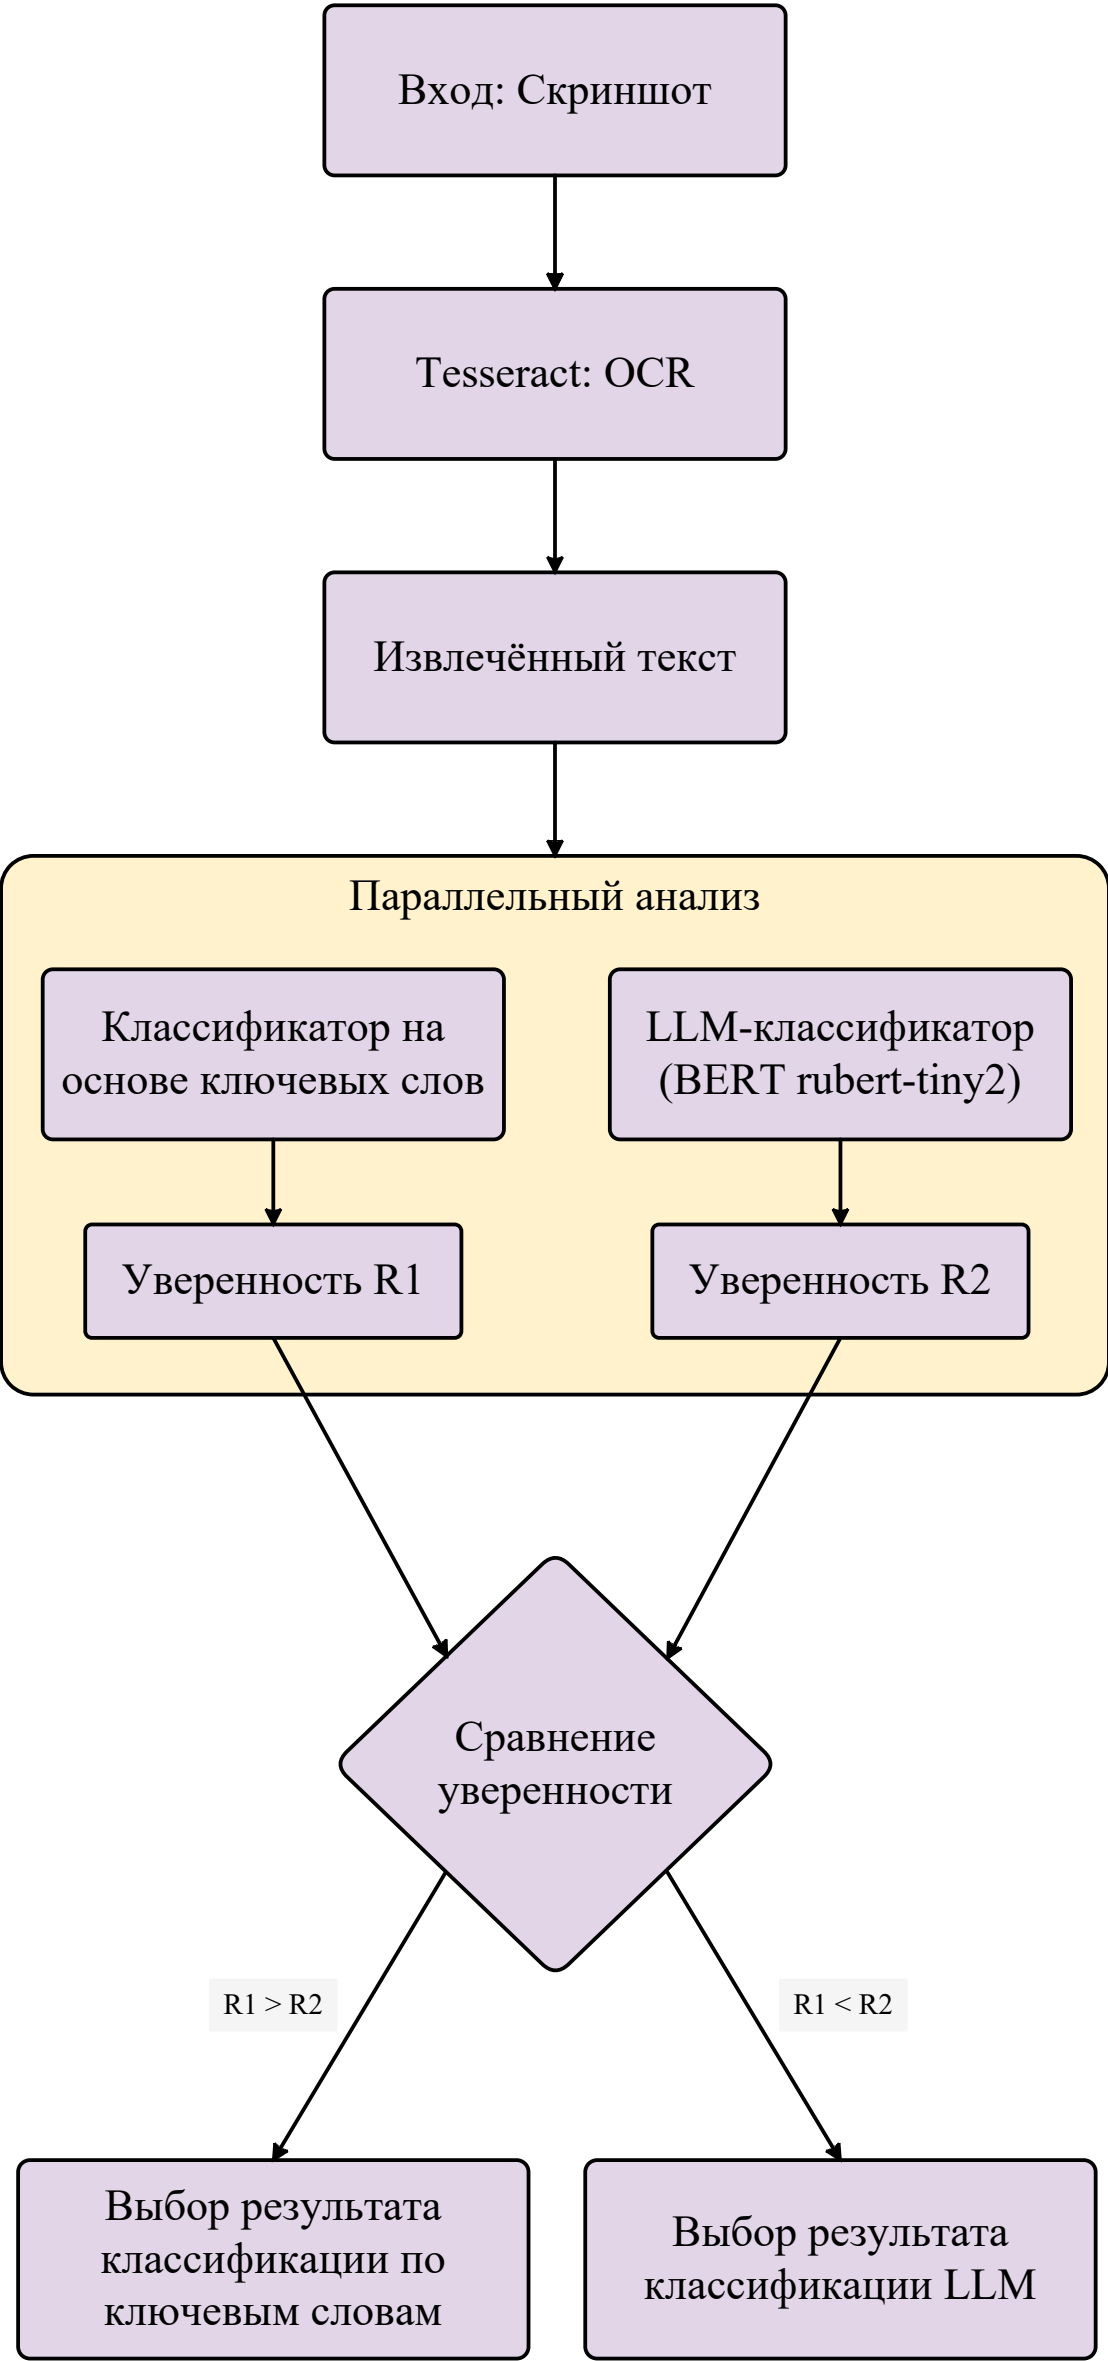 Вход: Скриншот
Tesseract: OCR
Извлечённый текст
Параллельный анализ
Классификатор на
основе ключевых слов
LLM-классификатор
(BERT rubert-tiny2)
Уверенность R1
Уверенность R2
Сравнение
уверенности
R1 > R2
R1 < R2
Выбор результата
классификации по
ключевым словам
Выбор результата
классификации LLM